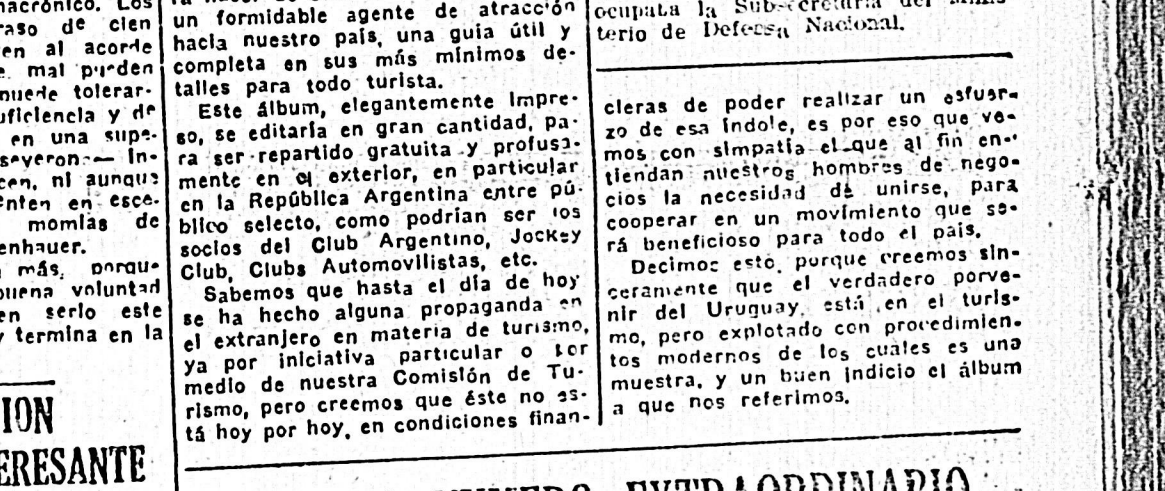 nacrónico. Los
raso de cien
en al acorde
mal pueden
puede tolerar-
uficiencia y de
en una supe-
severon.— In-
cen, ni aunque
enten en esce-
momias de
enhauer.
más, porque
buena voluntad
en serlo este
y termina en la
ION
ERESANTE
un formidable agente de atracción
hacia nuestro país, una guía útil y
completa en sus más mínimos de-
talles para todo turista.
Este álbum, elegantemente impre-
so, se editaría en gran cantidad, pa-
ra ser repartido gratuita y profusa-
mente en el exterior, en particular
en la República Argentina entre pú-
blico selecto, como podrían ser los
socios del Club Argentino, Jockey
Club, Clubs Automovilistas, etc.
Sabemos que hasta el día de hoy
se ha hecho alguna propaganda en
el extranjero en materia de turismo,
ya por iniciativa particular o por
medio de nuestra Comisión de Tu-
rismo, pero creemos que éste no es-
tá hoy por hoy, en condiciones finan-
ocupata la Sub-secretaría del Minis
terio de Defensa Nacional.
cieras de poder realizar un esfuer-
zo de esa índole, es por eso que ve-
mos con simpatía el que al fin en-
tiendan nuestros hombres de nego-
cios la necesidad de unirse, para
cooperar en un movimiento que se-
rá beneficioso para todo el país.
Decimos esto porque creemos sin-
ceramente que el verdadero porve-
nir del Uruguay, está en el turis-
mo, pero explotado con procedimien-
tos modernos de los cuales es una
muestra, y un buen indicio el álbum
a que nos referimos.
NUMERO EXTRAORDINARIO